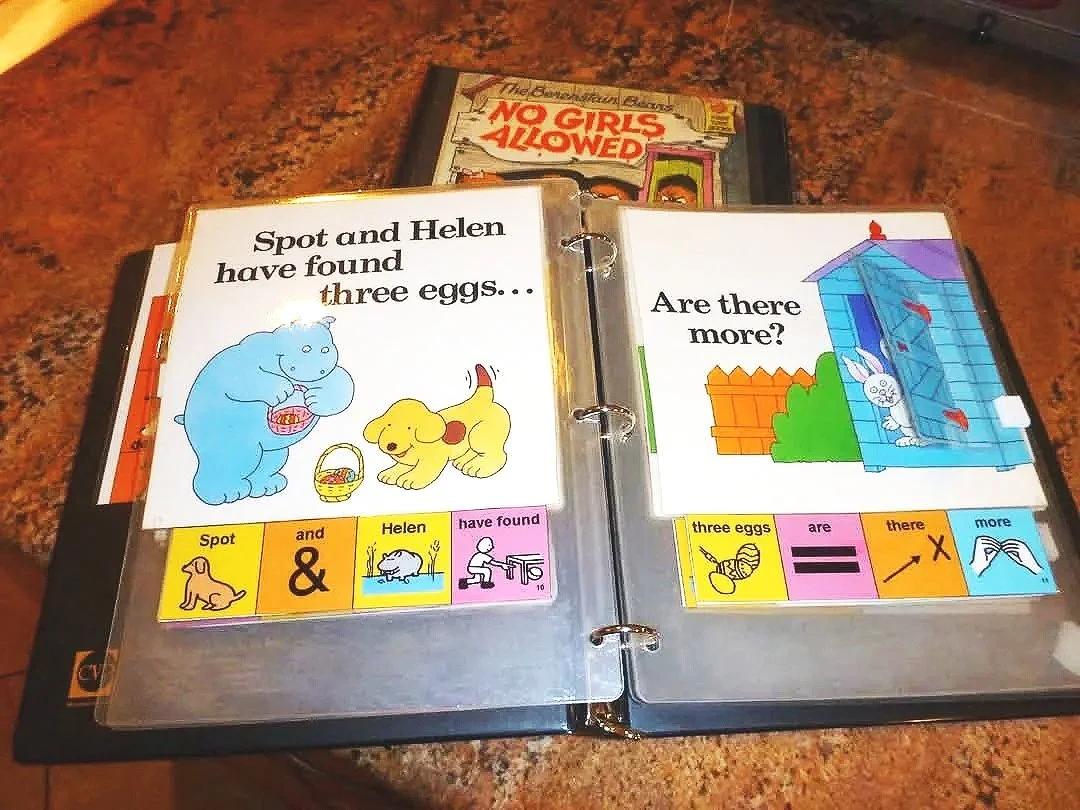 The Berenstain Bears
NO GIRLS
ALLOWED
Spot and Helen
have found
three eggs...
Are there
more?
Spot
and
&
Helen
have found
three eggs
are
there
more